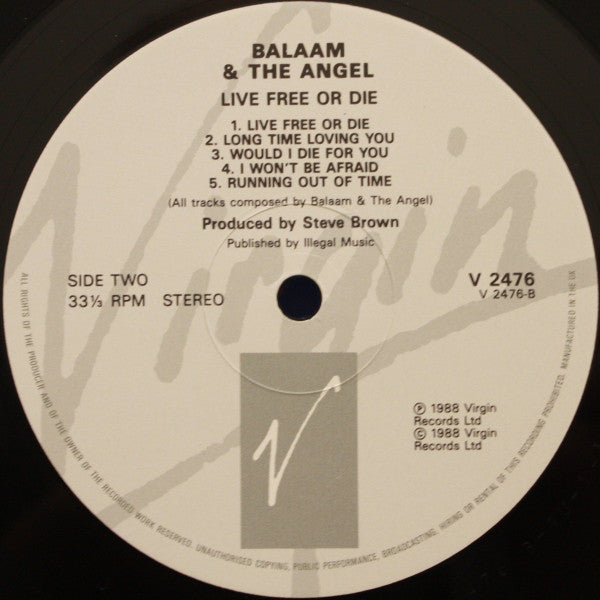 BALAAM
& THE ANGEL
LIVE FREE OR DIE
1. LIVE FREE OR DIE
2. LONG TIME LOVING YOU
3. WOULD I DIE FOR YOU
4. I WON'T BE AFRAID
5. RUNNING OUT OF TIME
(All tracks composed by Balaam & The Angel)
Produced by Steve Brown
Published by Illegal Music
SIDE TWO
33⅓ RPM STEREO
V 2476
V 2476-B
Virgin
V
℗ 1988 Virgin
Records Ltd
© 1988 Virgin
Records Ltd
ALL RIGHTS OF THE PRODUCER AND OF THE OWNER OF THE RECORDED WORK RESERVED. UNAUTHORISED COPYING, PUBLIC PERFORMANCE, BROADCASTING, HIRING OR RENTAL OF THIS RECORDING PROHIBITED. MANUFACTURED IN THE UK